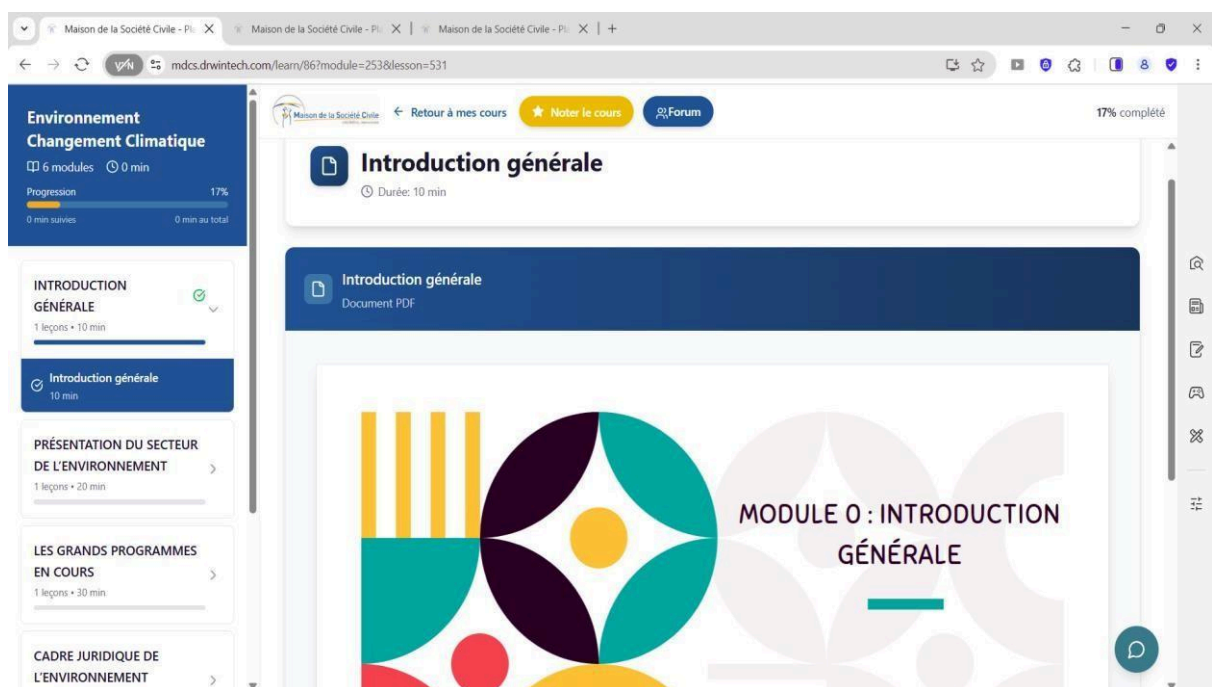 Maison de la Société Civile - Pl
Maison de la Société Civile - Pl
Maison de la Société Civile - Pl
mdcs.drwintech.com/learn/86?module=253&lesson=531
Environnement
Changement Climatique
6 modules 0 min
Progression 17%
0 min suivies 0 min au total
INTRODUCTION
GÉNÉRALE
1 leçons • 10 min
Introduction générale
10 min
PRÉSENTATION DU SECTEUR
DE L'ENVIRONNEMENT
1 leçons • 20 min
LES GRANDS PROGRAMMES
EN COURS
1 leçons • 30 min
CADRE JURIDIQUE DE
L'ENVIRONNEMENT
Maison de la Société Civile
Retour à mes cours Noter le cours Forum 17% complété
Introduction générale
Durée: 10 min
Introduction générale
Document PDF
MODULE 0 : INTRODUCTION
GÉNÉRALE